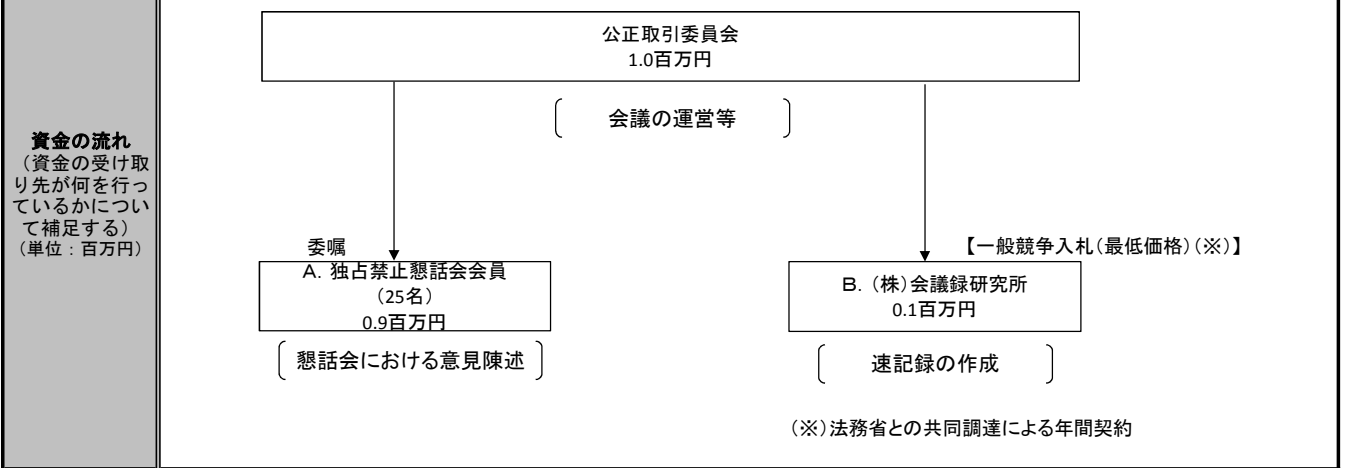 資金の流れ
（資金の受け取
り先が何を行っ
ているかについ
て補足する）
（単位：百万円）
公正取引委員会
1.0百万円
会議の運営等
委嘱
A．独占禁止懇話会会員
（25名）
0.9百万円
懇話会における意見陳述
【一般競争入札（最低価格）（※）】
B．（株）会議録研究所
0.1百万円
速記録の作成
（※）法務省との共同調達による年間契約